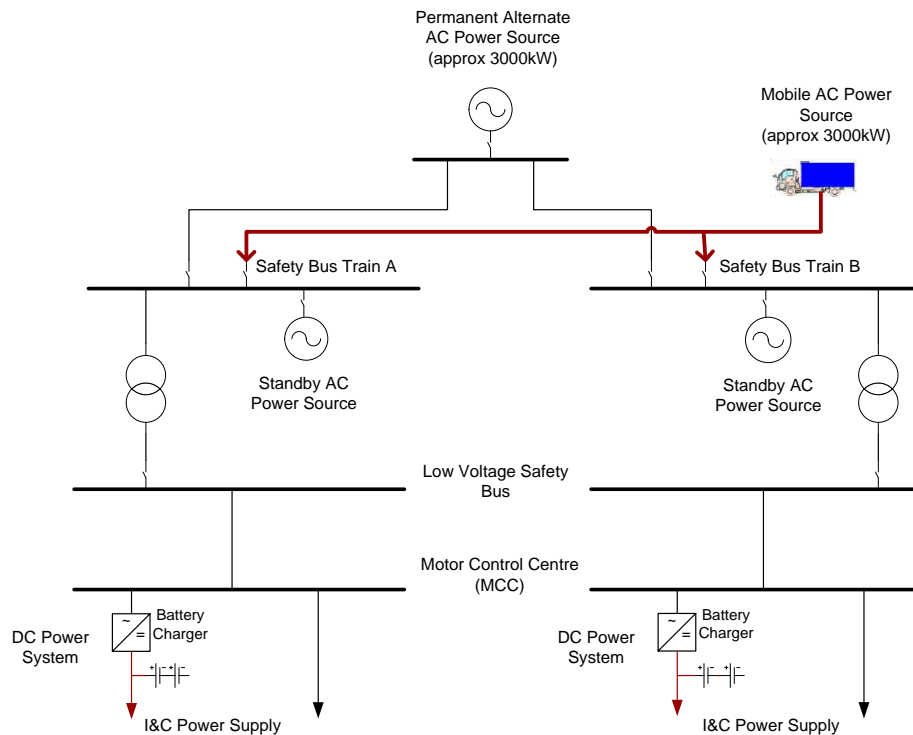 Permanent Alternate
AC Power Source
(approx 3000kW)
Mobile AC Power
Source
(approx 3000kW)
Safety Bus Train A
Safety Bus Train B
Standby AC
Power Source
Standby AC
Power Source
Low Voltage Safety
Bus
Motor Control Centre
(MCC)
DC Power
System
~
=
Battery
Charger
+ - + -
I&C Power Supply
DC Power
System
~
=
Battery
Charger
+ - + -
I&C Power Supply